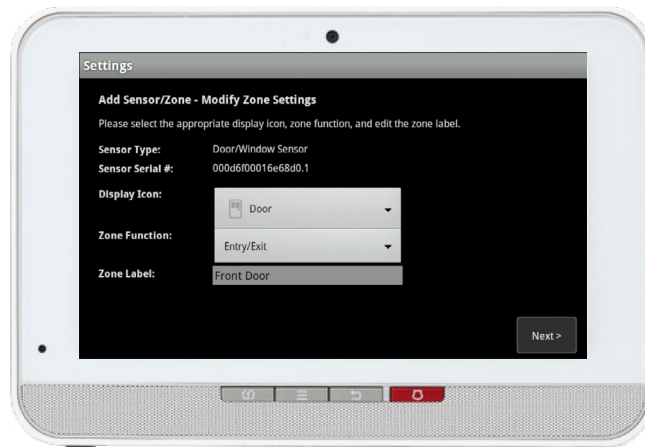 Settings
Add Sensor/Zone - Modify Zone Settings
Please select the appropriate display icon, zone function, and edit the zone label.
Sensor Type: Door/Window Sensor
Sensor Serial #: 000d6f00016e68d0.1
Display Icon: Door
Zone Function: Entry/Exit
Zone Label: Front Door
Next >